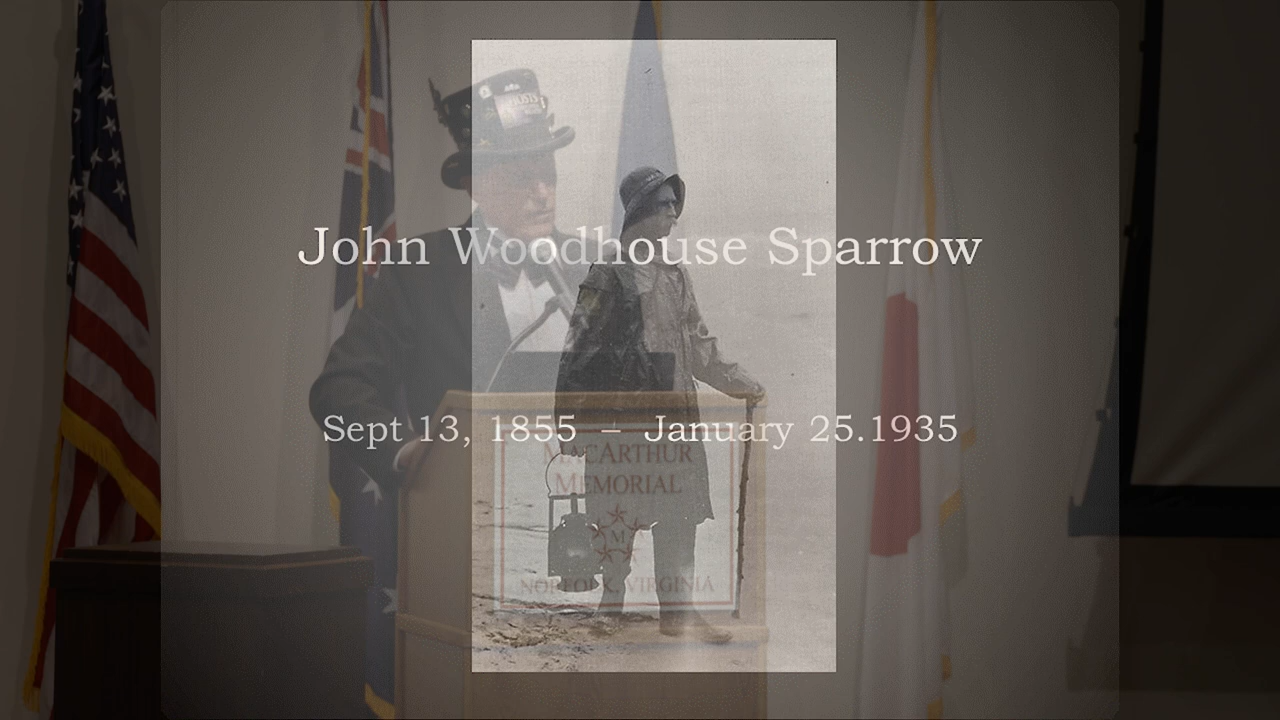 John Woodhouse Sparrow
Sept 13, 1855 – January 25.1935
MACARTHUR
MEMORIAL
M
NORFOLK, VIRGINIA